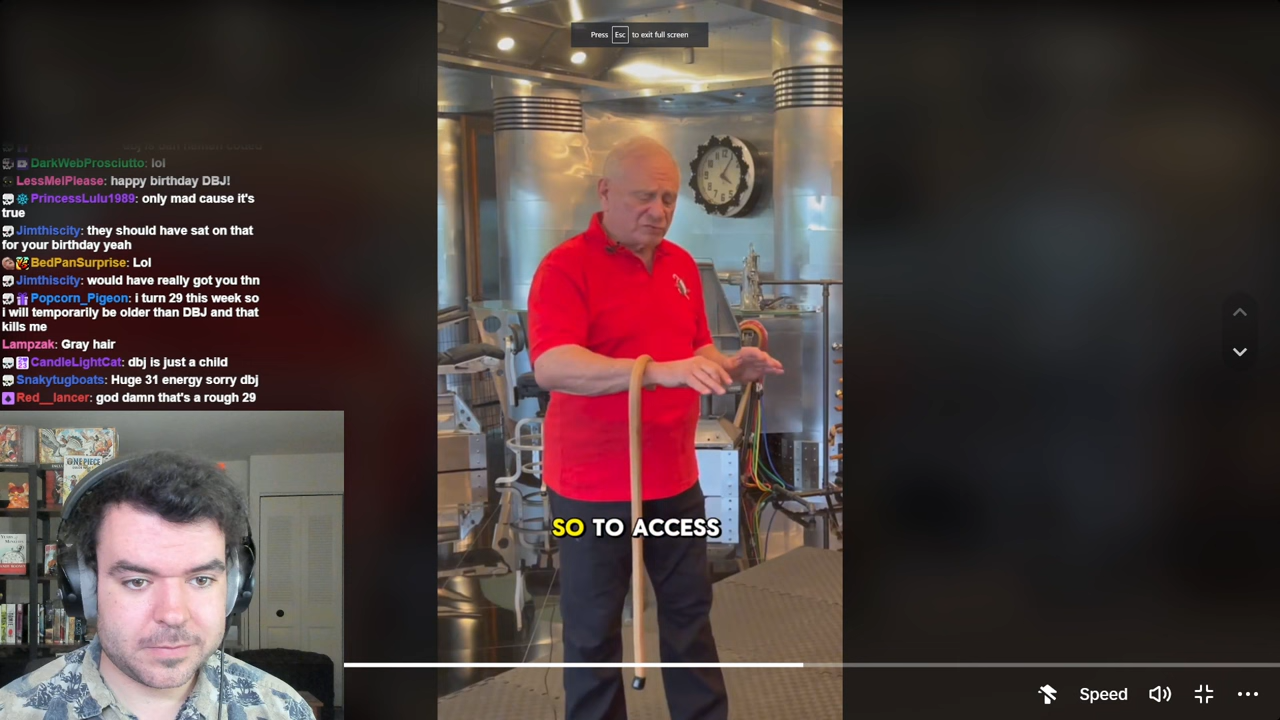 Press Esc to exit full screen
DarkWebProsciutto: lol
LessMelPlease: happy birthday DBJ!
PrincessLulu1989: only mad cause it's
true
Jimthiscity: they should have sat on that
for your birthday yeah
BedPanSurprise: Lol
Jimthiscity: would have really got you thn
Popcorn_Pigeon: i turn 29 this week so
i will temporarily be older than DBJ and that
kills me
Lampzak: Gray hair
CandleLightCat: dbj is just a child
Snakytugboats: Huge 31 energy sorry dbj
Red__lancer: god damn that's a rough 29
ONE PIECE
SO TO ACCESS
Speed